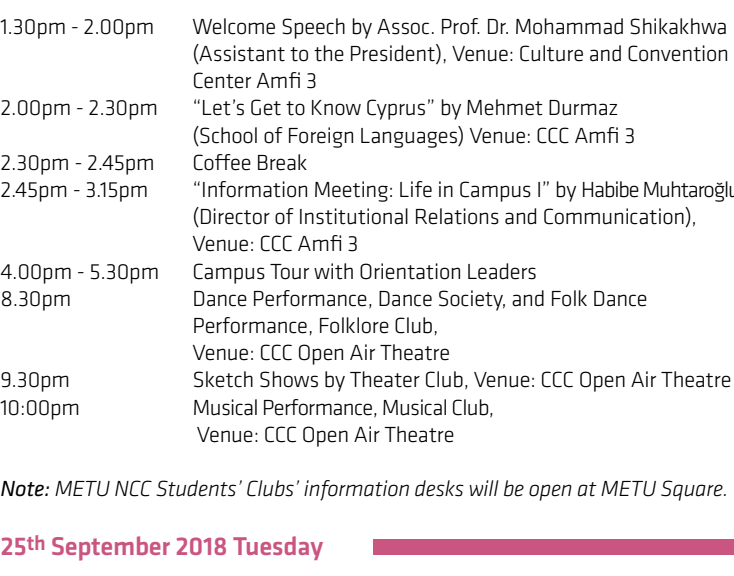 1.30pm - 2.00pm Welcome Speech by Assoc. Prof. Dr. Mohammad Shikakhwa
(Assistant to the President), Venue: Culture and Convention
Center Amfi 3
2.00pm - 2.30pm “Let’s Get to Know Cyprus” by Mehmet Durmaz
(School of Foreign Languages) Venue: CCC Amfi 3
2.30pm - 2.45pm Coffee Break
2.45pm - 3.15pm “Information Meeting: Life in Campus I” by Habibe Muhtaroğlu
(Director of Institutional Relations and Communication),
Venue: CCC Amfi 3
4.00pm - 5.30pm Campus Tour with Orientation Leaders
8.30pm Dance Performance, Dance Society, and Folk Dance
Performance, Folklore Club,
Venue: CCC Open Air Theatre
9.30pm Sketch Shows by Theater Club, Venue: CCC Open Air Theatre
10:00pm Musical Performance, Musical Club,
Venue: CCC Open Air Theatre
Note: METU NCC Students’ Clubs’ information desks will be open at METU Square.
25th September 2018 Tuesday